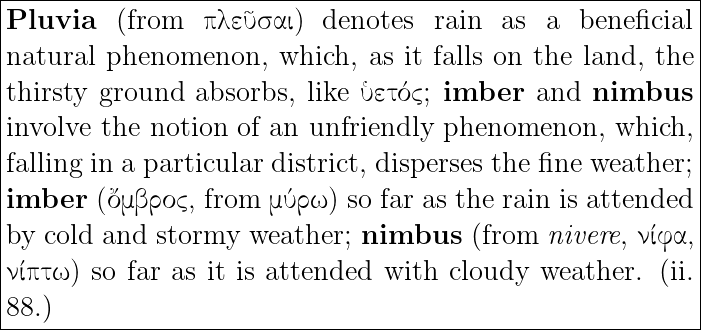 Pluvia (from πλεῦσαι) denotes rain as a beneficial
natural phenomenon, which, as it falls on the land, the
thirsty ground absorbs, like ὑετός; imber and nimbus
involve the notion of an unfriendly phenomenon, which,
falling in a particular district, disperses the fine weather;
imber (ὄμβρος, from μύρω) so far as the rain is attended
by cold and stormy weather; nimbus (from nivere, νίφα,
νίπτω) so far as it is attended with cloudy weather. (ii.
88.)